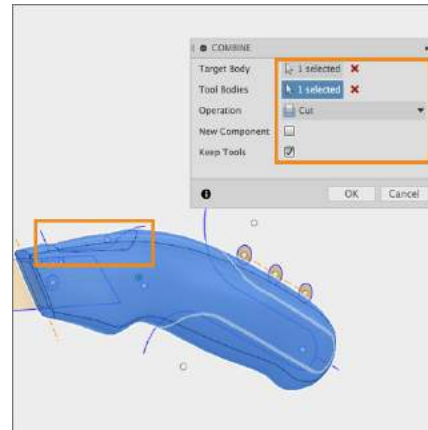 COMBINE
Target Body 1 selected
Tool Bodies 1 selected
Operation Cut
New Component
Keep Tools
OK Cancel